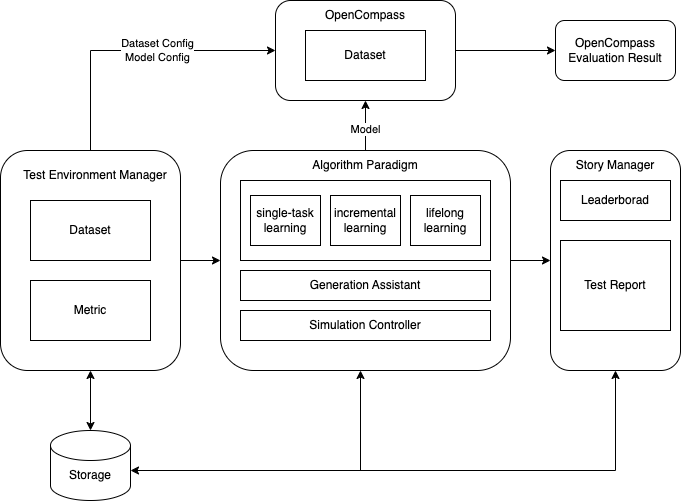 OpenCompass
Dataset
OpenCompass
Evaluation Result
Dataset Config
Model Config
Model
Test Environment Manager
Dataset
Metric
Algorithm Paradigm
single-task
learning
incremental
learning
lifelong
learning
Generation Assistant
Simulation Controller
Story Manager
Leaderborad
Test Report
Storage